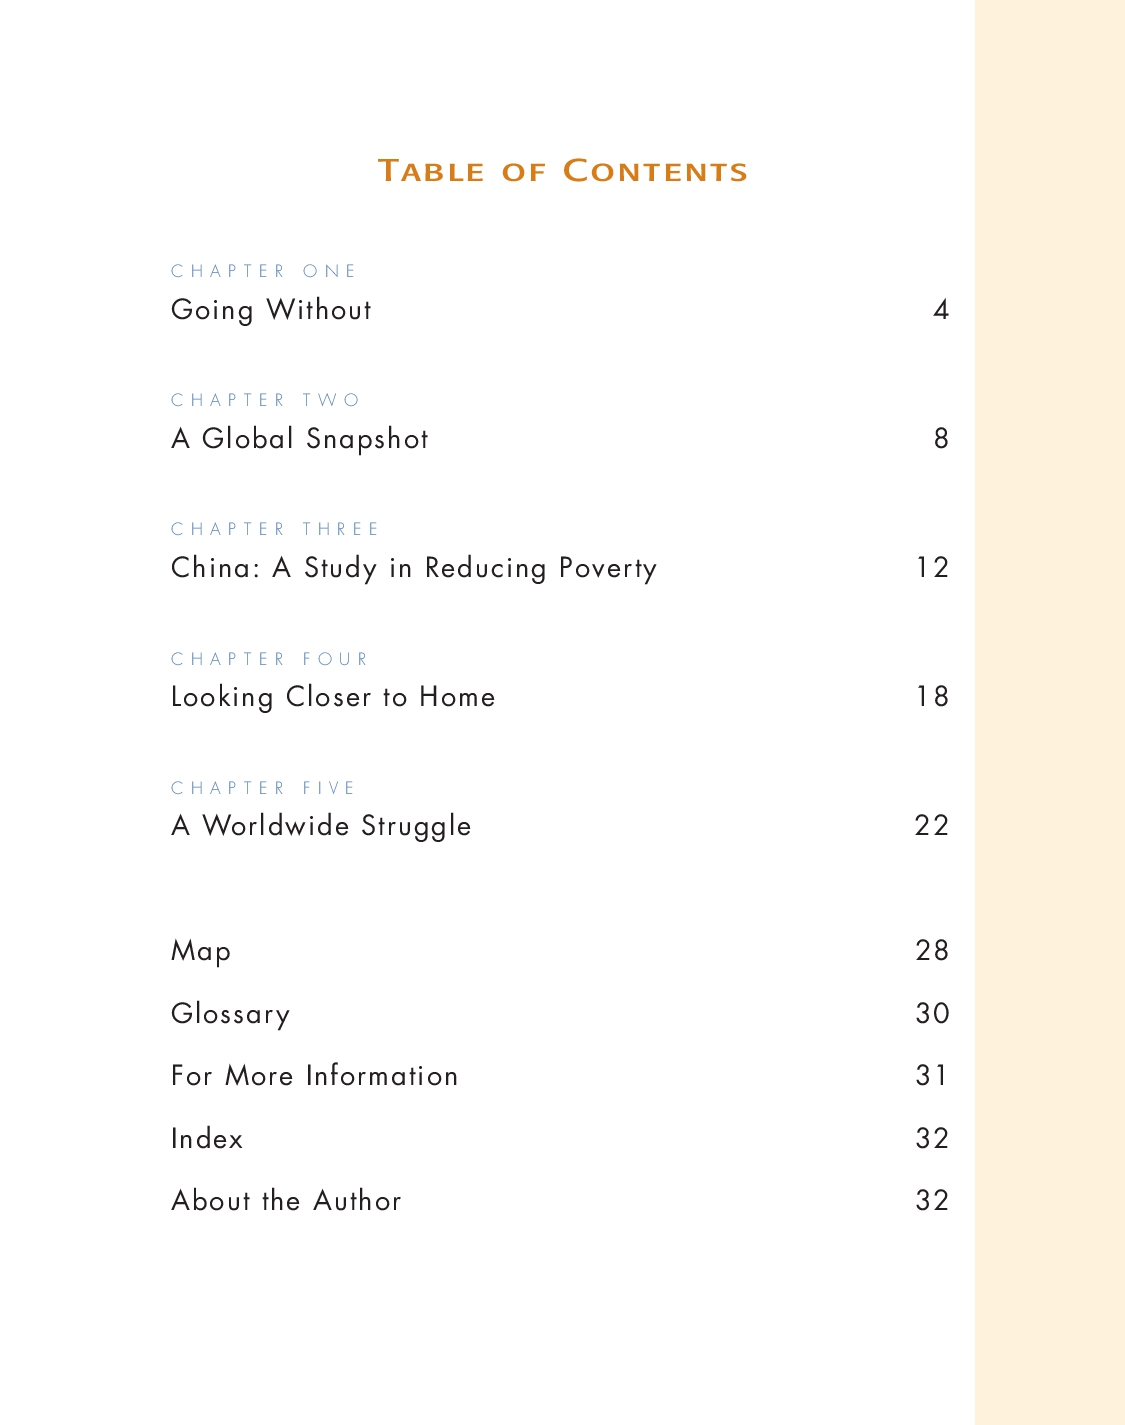 Table of Contents
CHAPTER ONE
Going Without 4
CHAPTER TWO
A Global Snapshot 8
CHAPTER THREE
China: A Study in Reducing Poverty 12
CHAPTER FOUR
Looking Closer to Home 18
CHAPTER FIVE
A Worldwide Struggle 22
Map 28
Glossary 30
For More Information 31
Index 32
About the Author 32